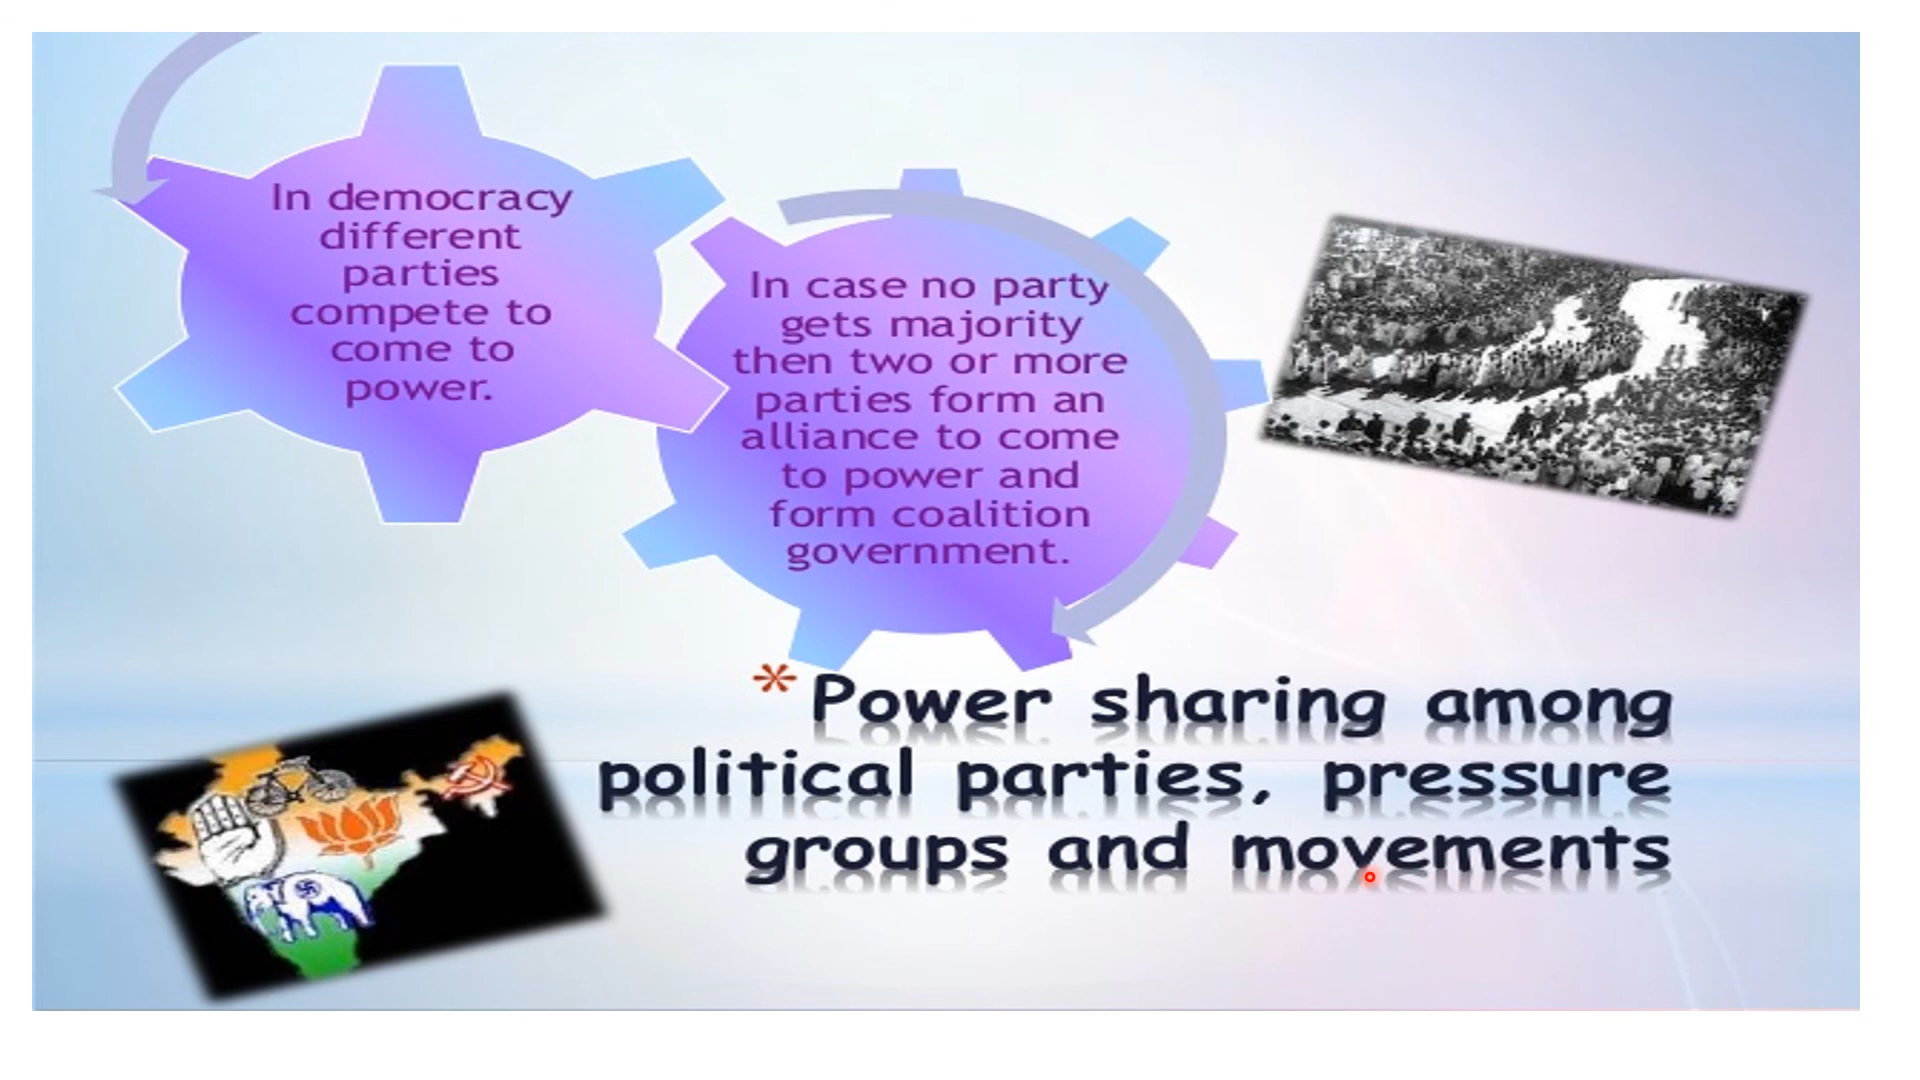 In democracy
different
parties
compete to
come to
power.
In case no party
gets majority
then two or more
parties form an
alliance to come
to power and
form coalition
government.
* Power sharing among
political parties, pressure
groups and movements